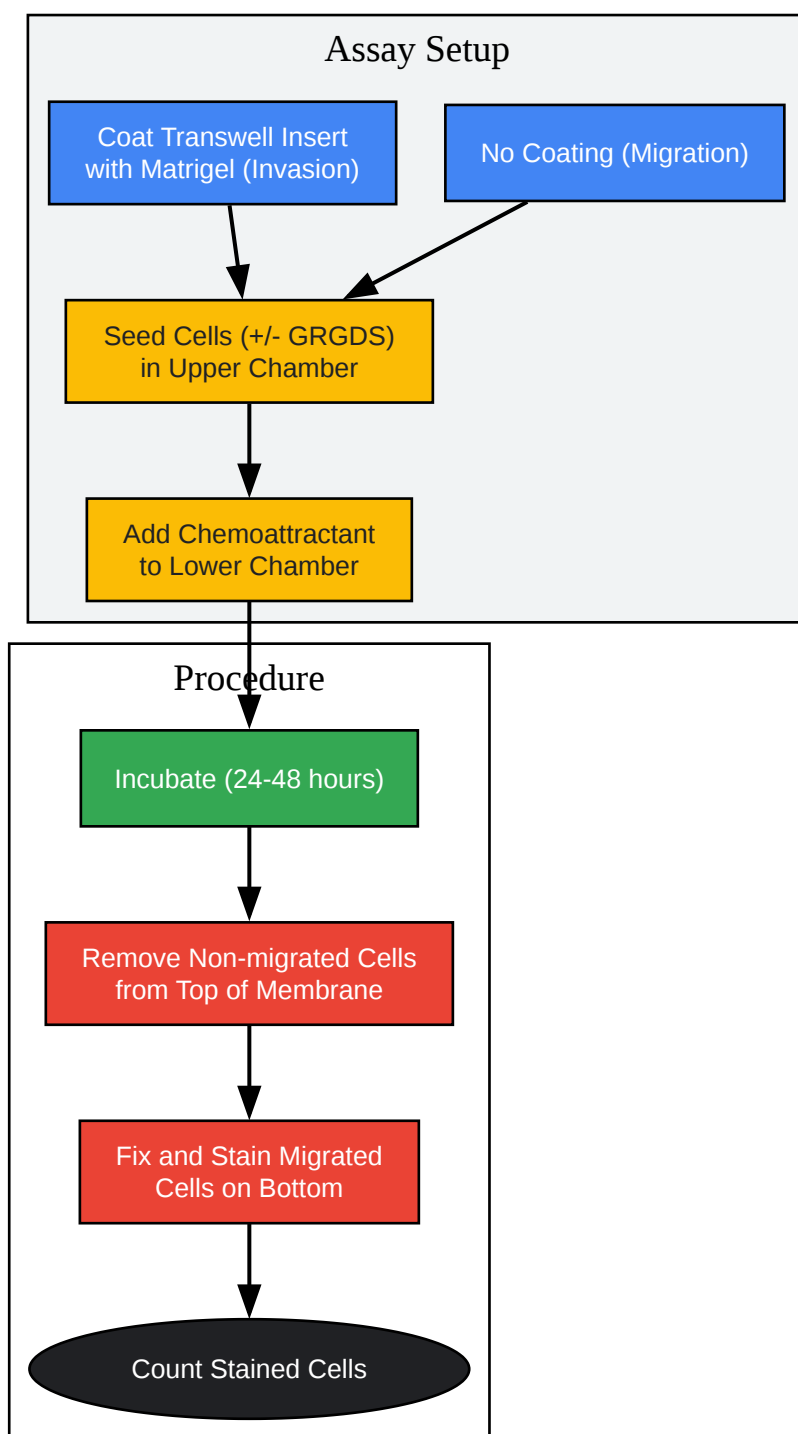 Assay Setup
Coat Transwell Insert
with Matrigel (Invasion)
No Coating (Migration)
Seed Cells (+/- GRGDS)
in Upper Chamber
Add Chemoattractant
to Lower Chamber
Procedure
Incubate (24-48 hours)
Remove Non-migrated Cells
from Top of Membrane
Fix and Stain Migrated
Cells on Bottom
Count Stained Cells